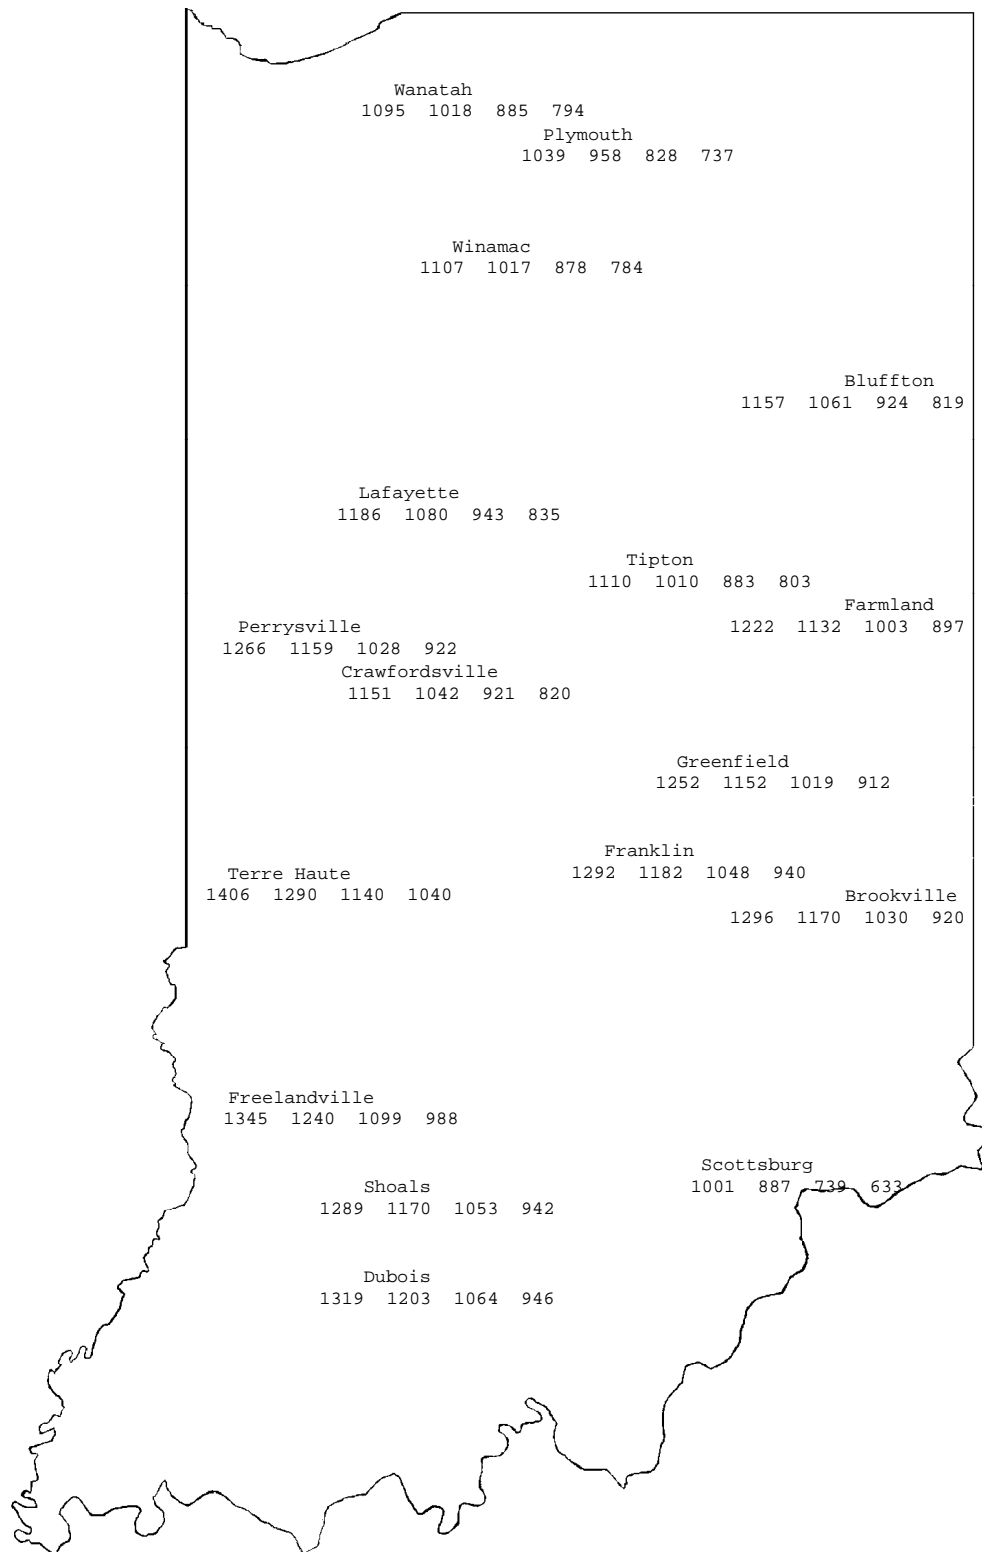 Wanatah
1095 1018 885 794
Plymouth
1039 958 828 737
Winamac
1107 1017 878 784
Bluffton
1157 1061 924 819
Lafayette
1186 1080 943 835
Tipton
1110 1010 883 803
Farmland
1222 1132 1003 897
Perrysville
1266 1159 1028 922
Crawfordsville
1151 1042 921 820
Greenfield
1252 1152 1019 912
Franklin
1292 1182 1048 940
Terre Haute
1406 1290 1140 1040
Brookville
1296 1170 1030 920
Freelandville
1345 1240 1099 988
Scottsburg
1001 887 739 633
Shoals
1289 1170 1053 942
Dubois
1319 1203 1064 946